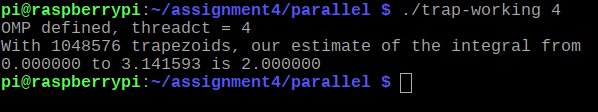 pi@raspberrypi:~/assignment4/parallel $ ./trap-working 4
OMP defined, threadct = 4
With 1048576 trapezoids, our estimate of the integral from
0.000000 to 3.141593 is 2.000000
pi@raspberrypi:~/assignment4/parallel $